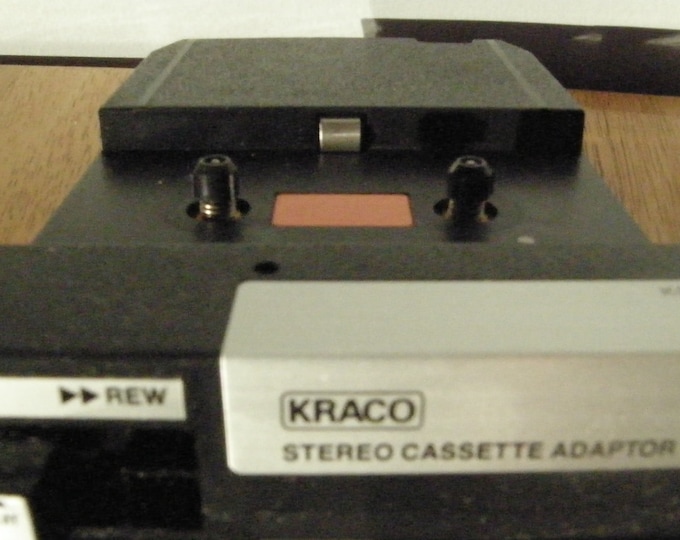 ▶▶ REW
KRACO
STEREO CASSETTE ADAPTOR